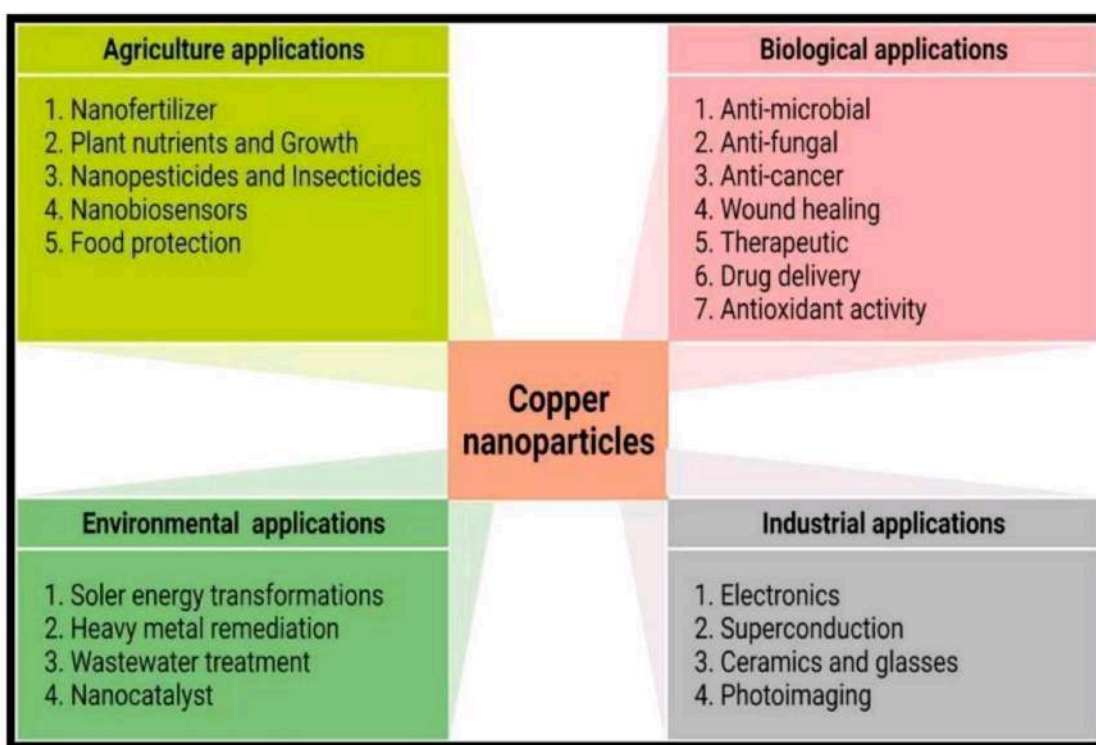 Agriculture applications
1. Nanofertilizer
2. Plant nutrients and Growth
3. Nanopesticides and Insecticides
4. Nanobiosensors
5. Food protection
Biological applications
1. Anti-microbial
2. Anti-fungal
3. Anti-cancer
4. Wound healing
5. Therapeutic
6. Drug delivery
7. Antioxidant activity
Copper
nanoparticles
Environmental applications
1. Soler energy transformations
2. Heavy metal remediation
3. Wastewater treatment
4. Nanocatalyst
Industrial applications
1. Electronics
2. Superconduction
3. Ceramics and glasses
4. Photoimaging